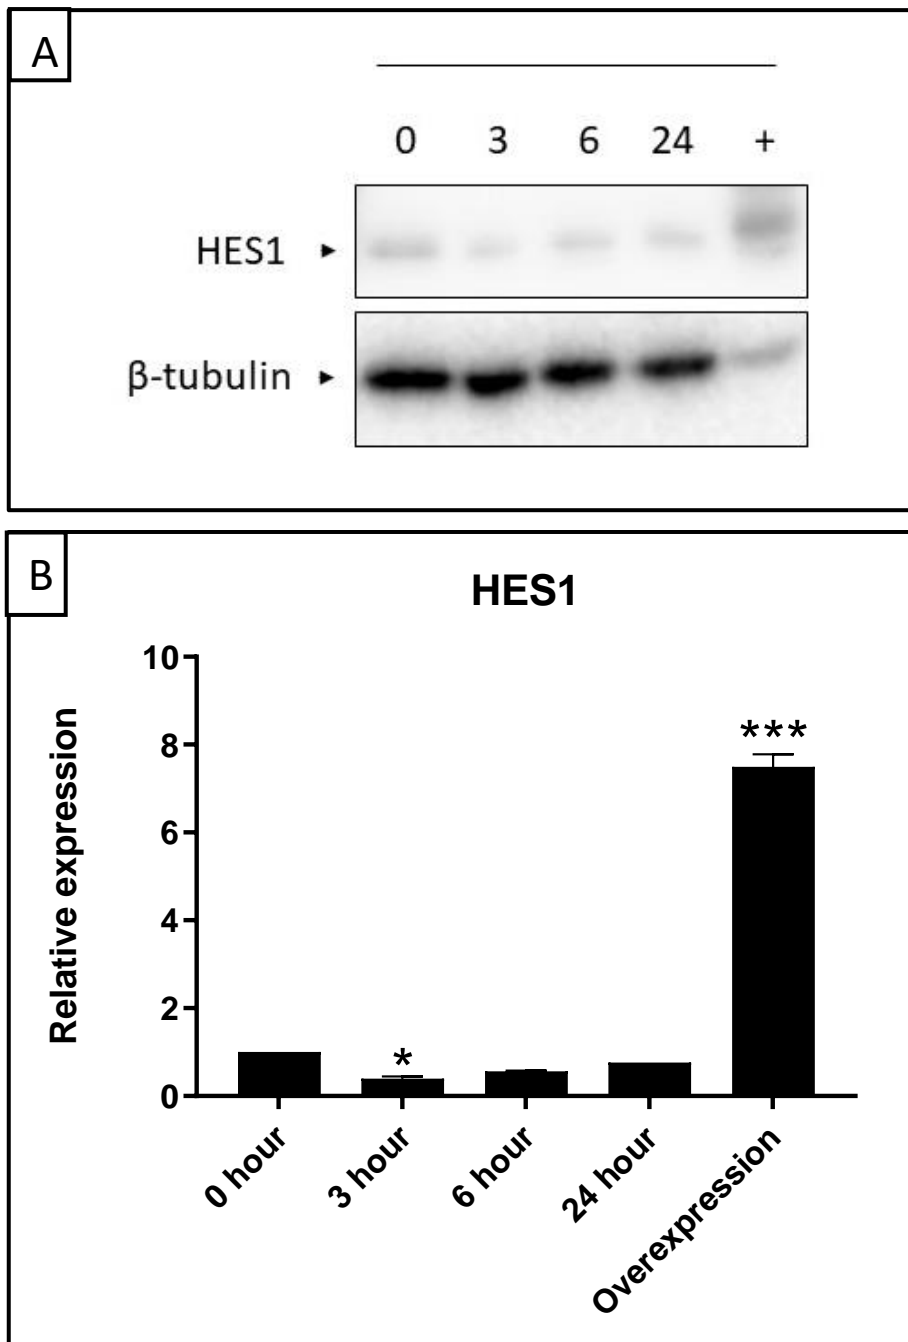 A
0 3 6 24 +
HES1
β-tubulin
B
HES1
Relative expression
10
8
6
4
2
0
*
***
0 hour
3 hour
6 hour
24 hour
Overexpression